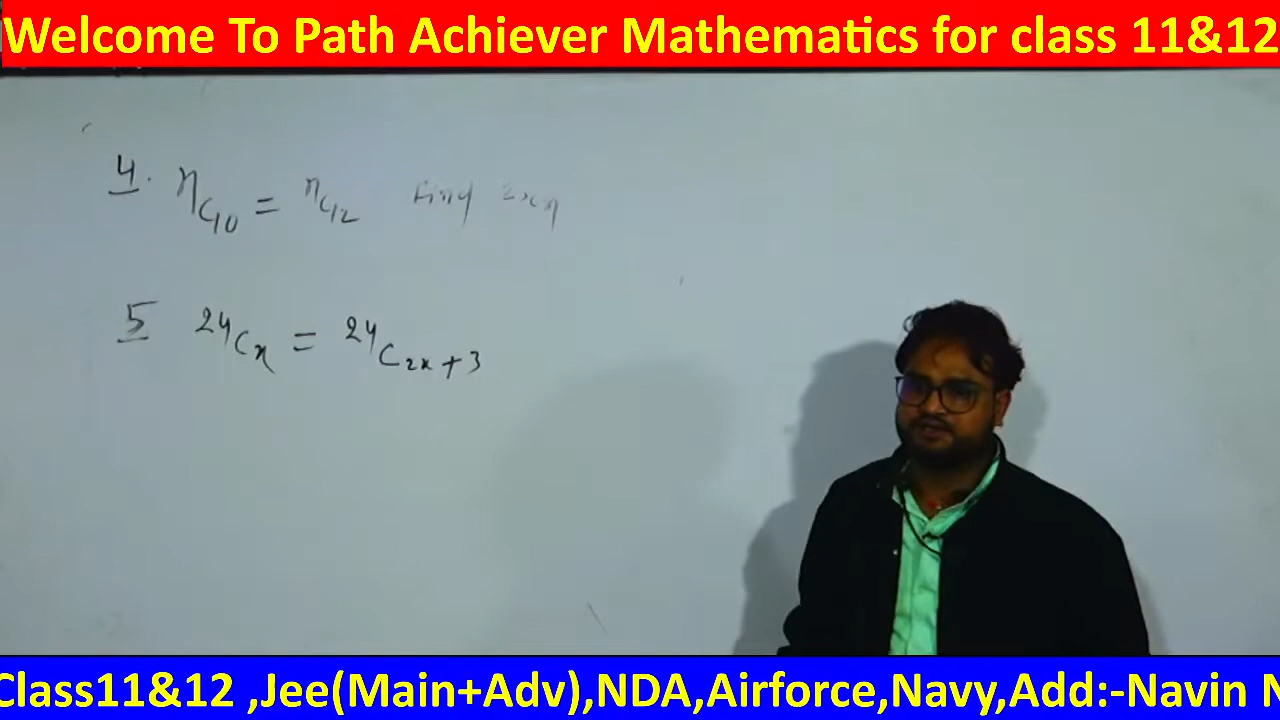 Welcome To Path Achiever Mathematics for class 11&12
4. nC10 = nC12 Find
5 24Cx = 24C2x+3
Class11&12 ,Jee(Main+Adv),NDA,Airforce,Navy,Add:-Navin N